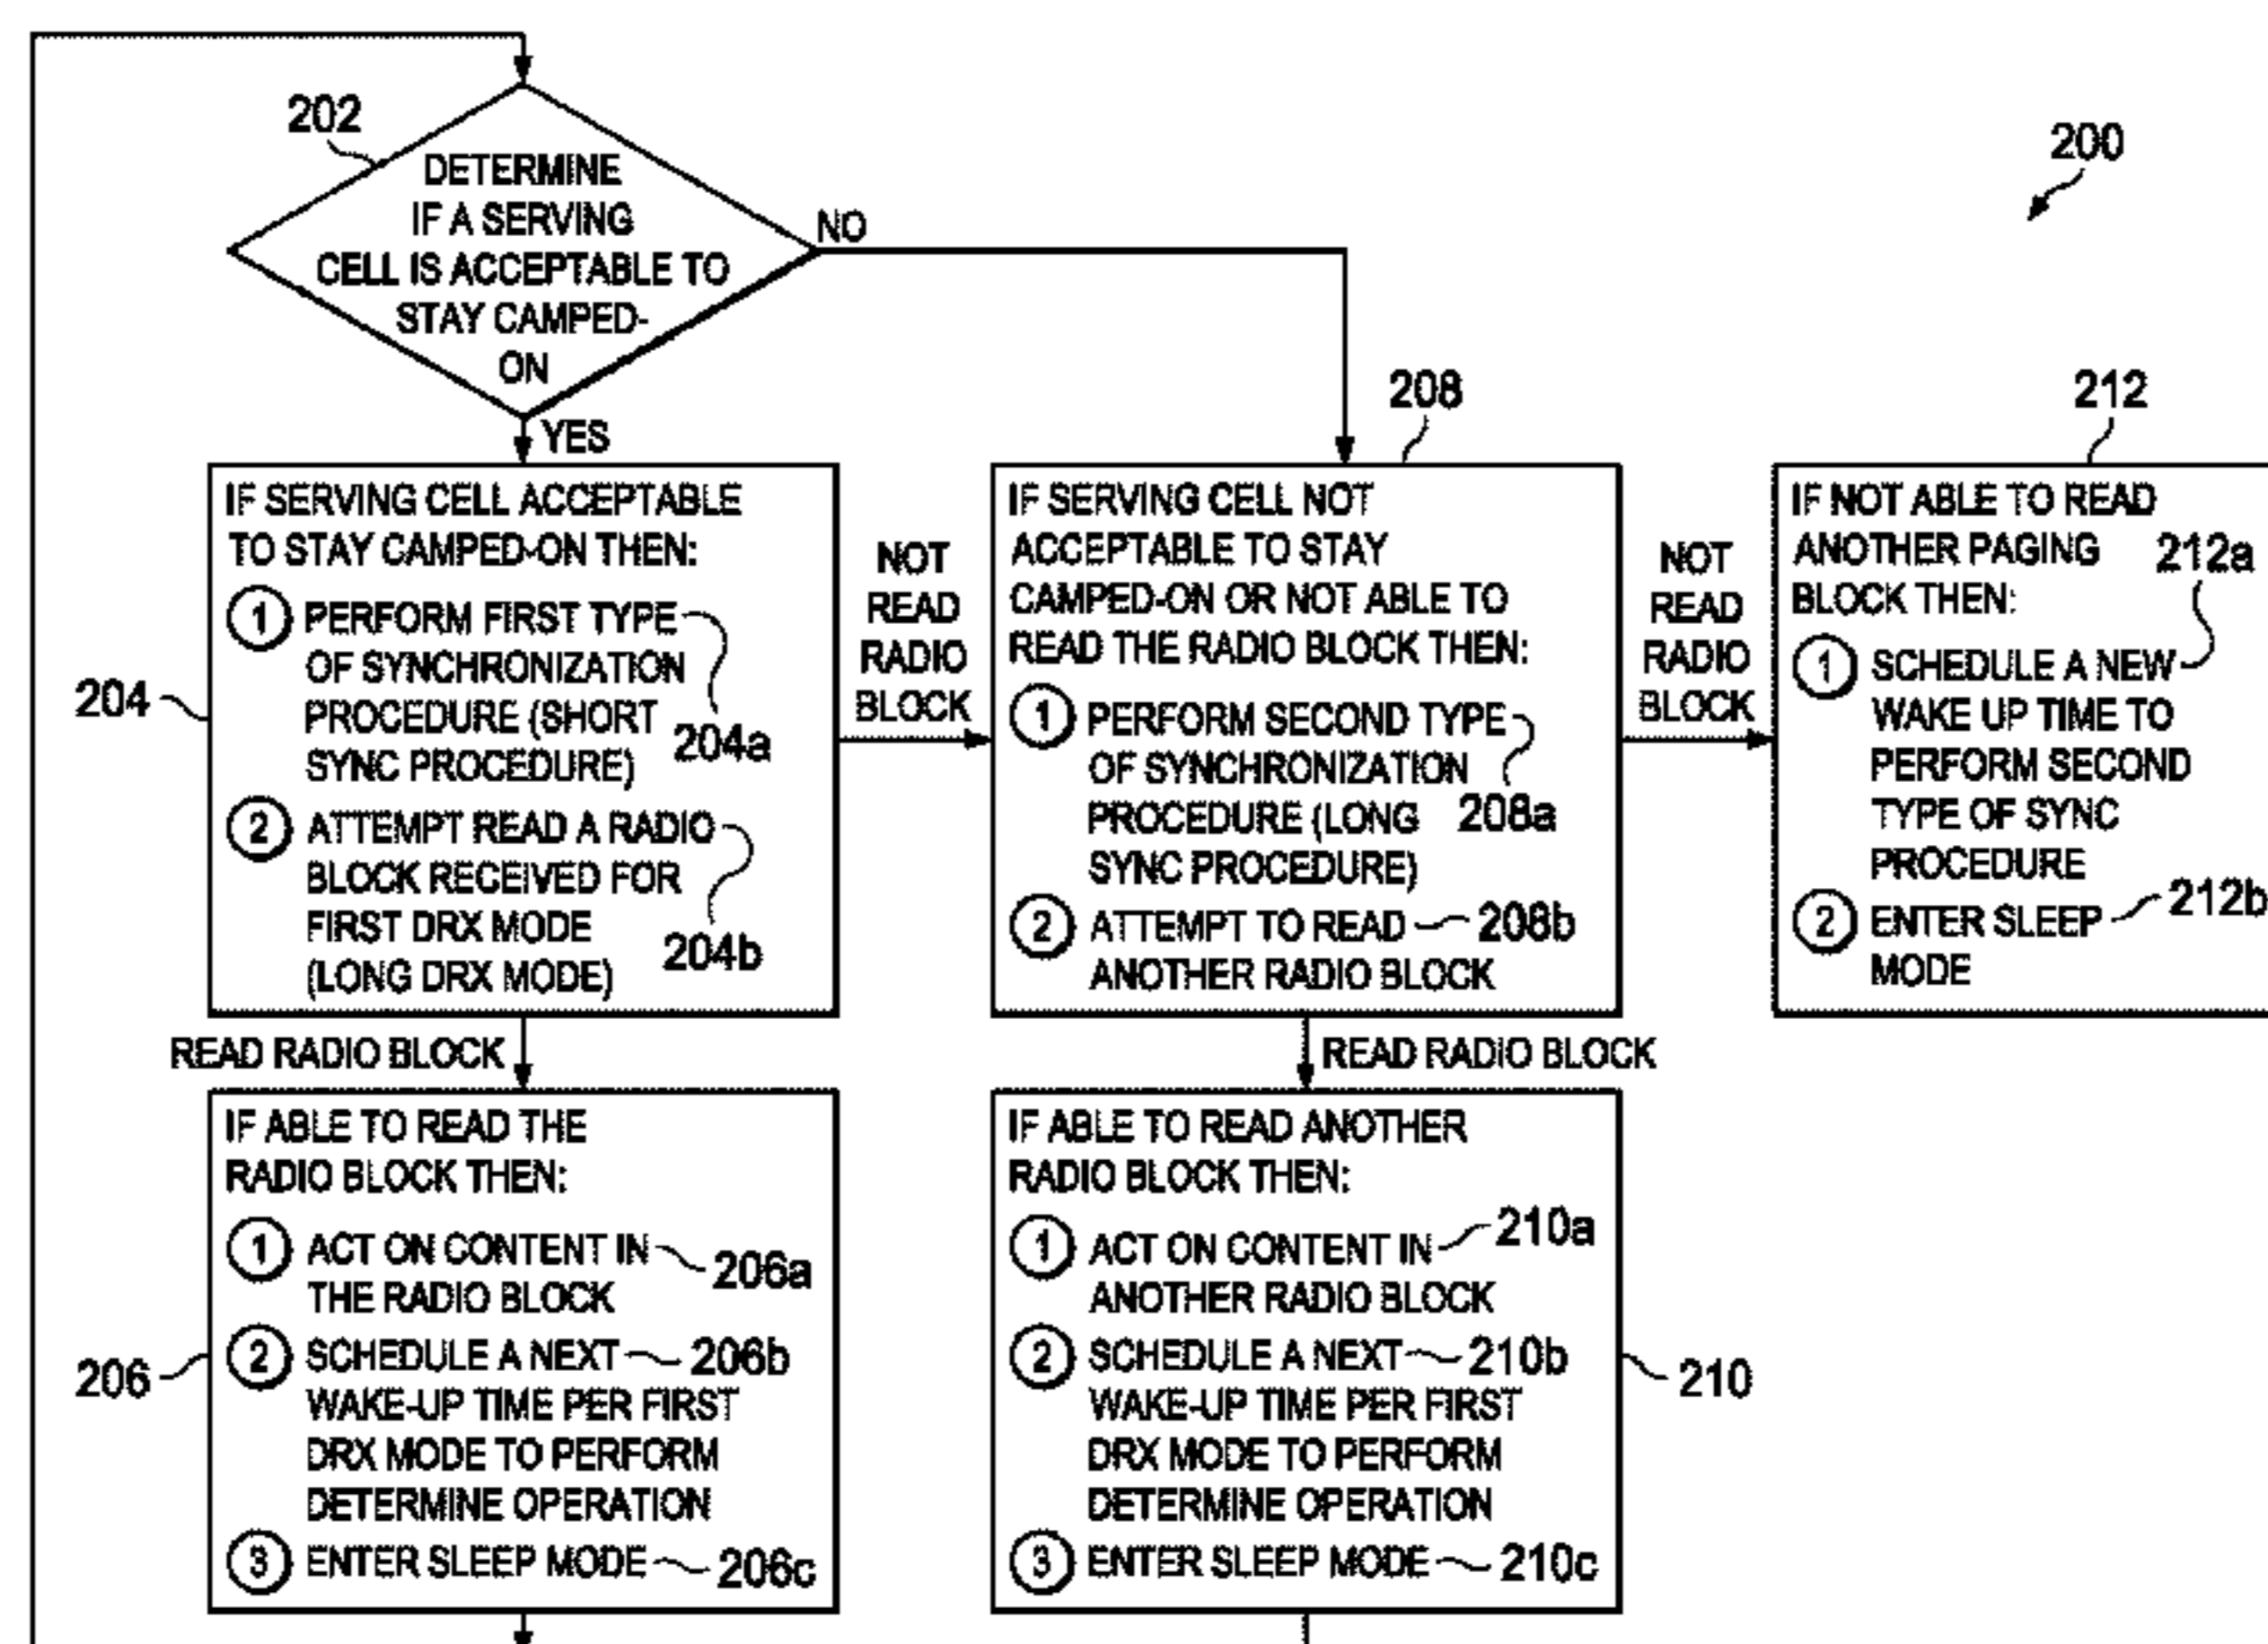 200
202
DETERMINE
IF A SERVING
CELL IS ACCEPTABLE TO
STAY CAMPED-
ON
NO
YES
204
IF SERVING CELL ACCEPTABLE
TO STAY CAMPED-ON THEN:
1 PERFORM FIRST TYPE
OF SYNCHRONIZATION
PROCEDURE (SHORT
SYNC PROCEDURE)
204a
2 ATTEMPT READ A RADIO
BLOCK RECEIVED FOR
FIRST DRX MODE
(LONG DRX MODE)
204b
NOT
READ
RADIO
BLOCK
208
IF SERVING CELL NOT
ACCEPTABLE TO STAY
CAMPED-ON OR NOT ABLE TO
READ THE RADIO BLOCK THEN:
1 PERFORM SECOND TYPE
OF SYNCHRONIZATION
PROCEDURE (LONG
SYNC PROCEDURE)
208a
2 ATTEMPT TO READ 208b
ANOTHER RADIO BLOCK
NOT
READ
RADIO
BLOCK
212
IF NOT ABLE TO READ
ANOTHER PAGING
BLOCK THEN:
212a
1 SCHEDULE A NEW
WAKE UP TIME TO
PERFORM SECOND
TYPE OF SYNC
PROCEDURE
2 ENTER SLEEP 212b
MODE
READ RADIO BLOCK
206
IF ABLE TO READ THE
RADIO BLOCK THEN:
1 ACT ON CONTENT IN 206a
THE RADIO BLOCK
2 SCHEDULE A NEXT 206b
WAKE-UP TIME PER FIRST
DRX MODE TO PERFORM
DETERMINE OPERATION
3 ENTER SLEEP MODE 206c
READ RADIO BLOCK
IF ABLE TO READ ANOTHER
RADIO BLOCK THEN:
1 ACT ON CONTENT IN 210a
ANOTHER RADIO BLOCK
2 SCHEDULE A NEXT 210b
WAKE-UP TIME PER FIRST
DRX MODE TO PERFORM
DETERMINE OPERATION
3 ENTER SLEEP MODE 210c
210